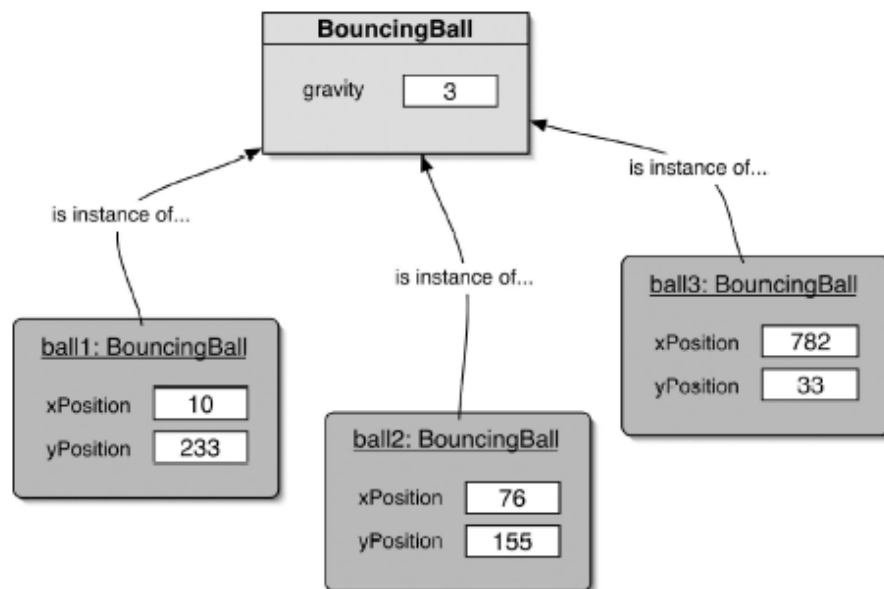 BouncingBall
gravity 3
is instance of...
is instance of...
is instance of...
ball1: BouncingBall
xPosition 10
yPosition 233
ball2: BouncingBall
xPosition 76
yPosition 155
ball3: BouncingBall
xPosition 782
yPosition 33